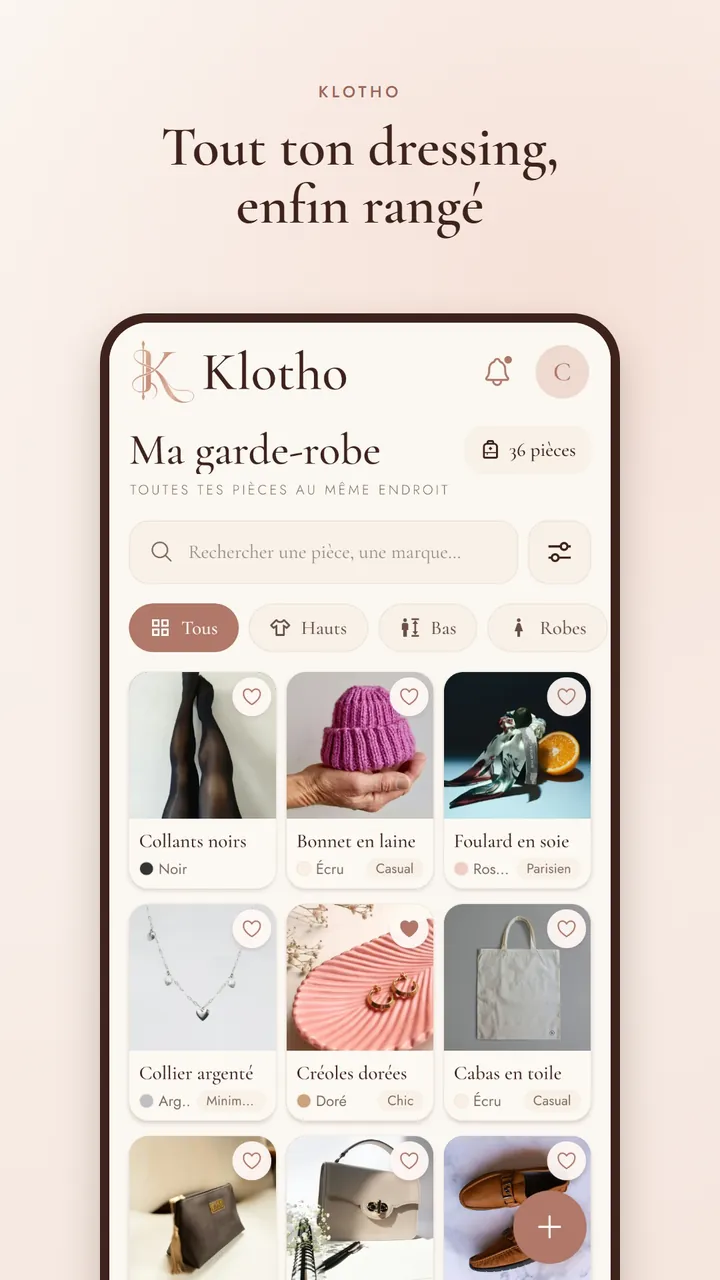 KLOTHO
Tout ton dressing,
enfin rangé
K Klotho
C
Ma garde-robe
36 pièces
TOUTES TES PIÈCES AU MÊME ENDROIT
Rechercher une pièce, une marque...
Tous Hauts Bas Robes
Collants noirs Bonnet en laine Foulard en soie
Noir Écru Casual Ros... Parisien
Collier argenté Créoles dorées Cabas en toile
Arg.. Minim... Doré Chic Écru Casual